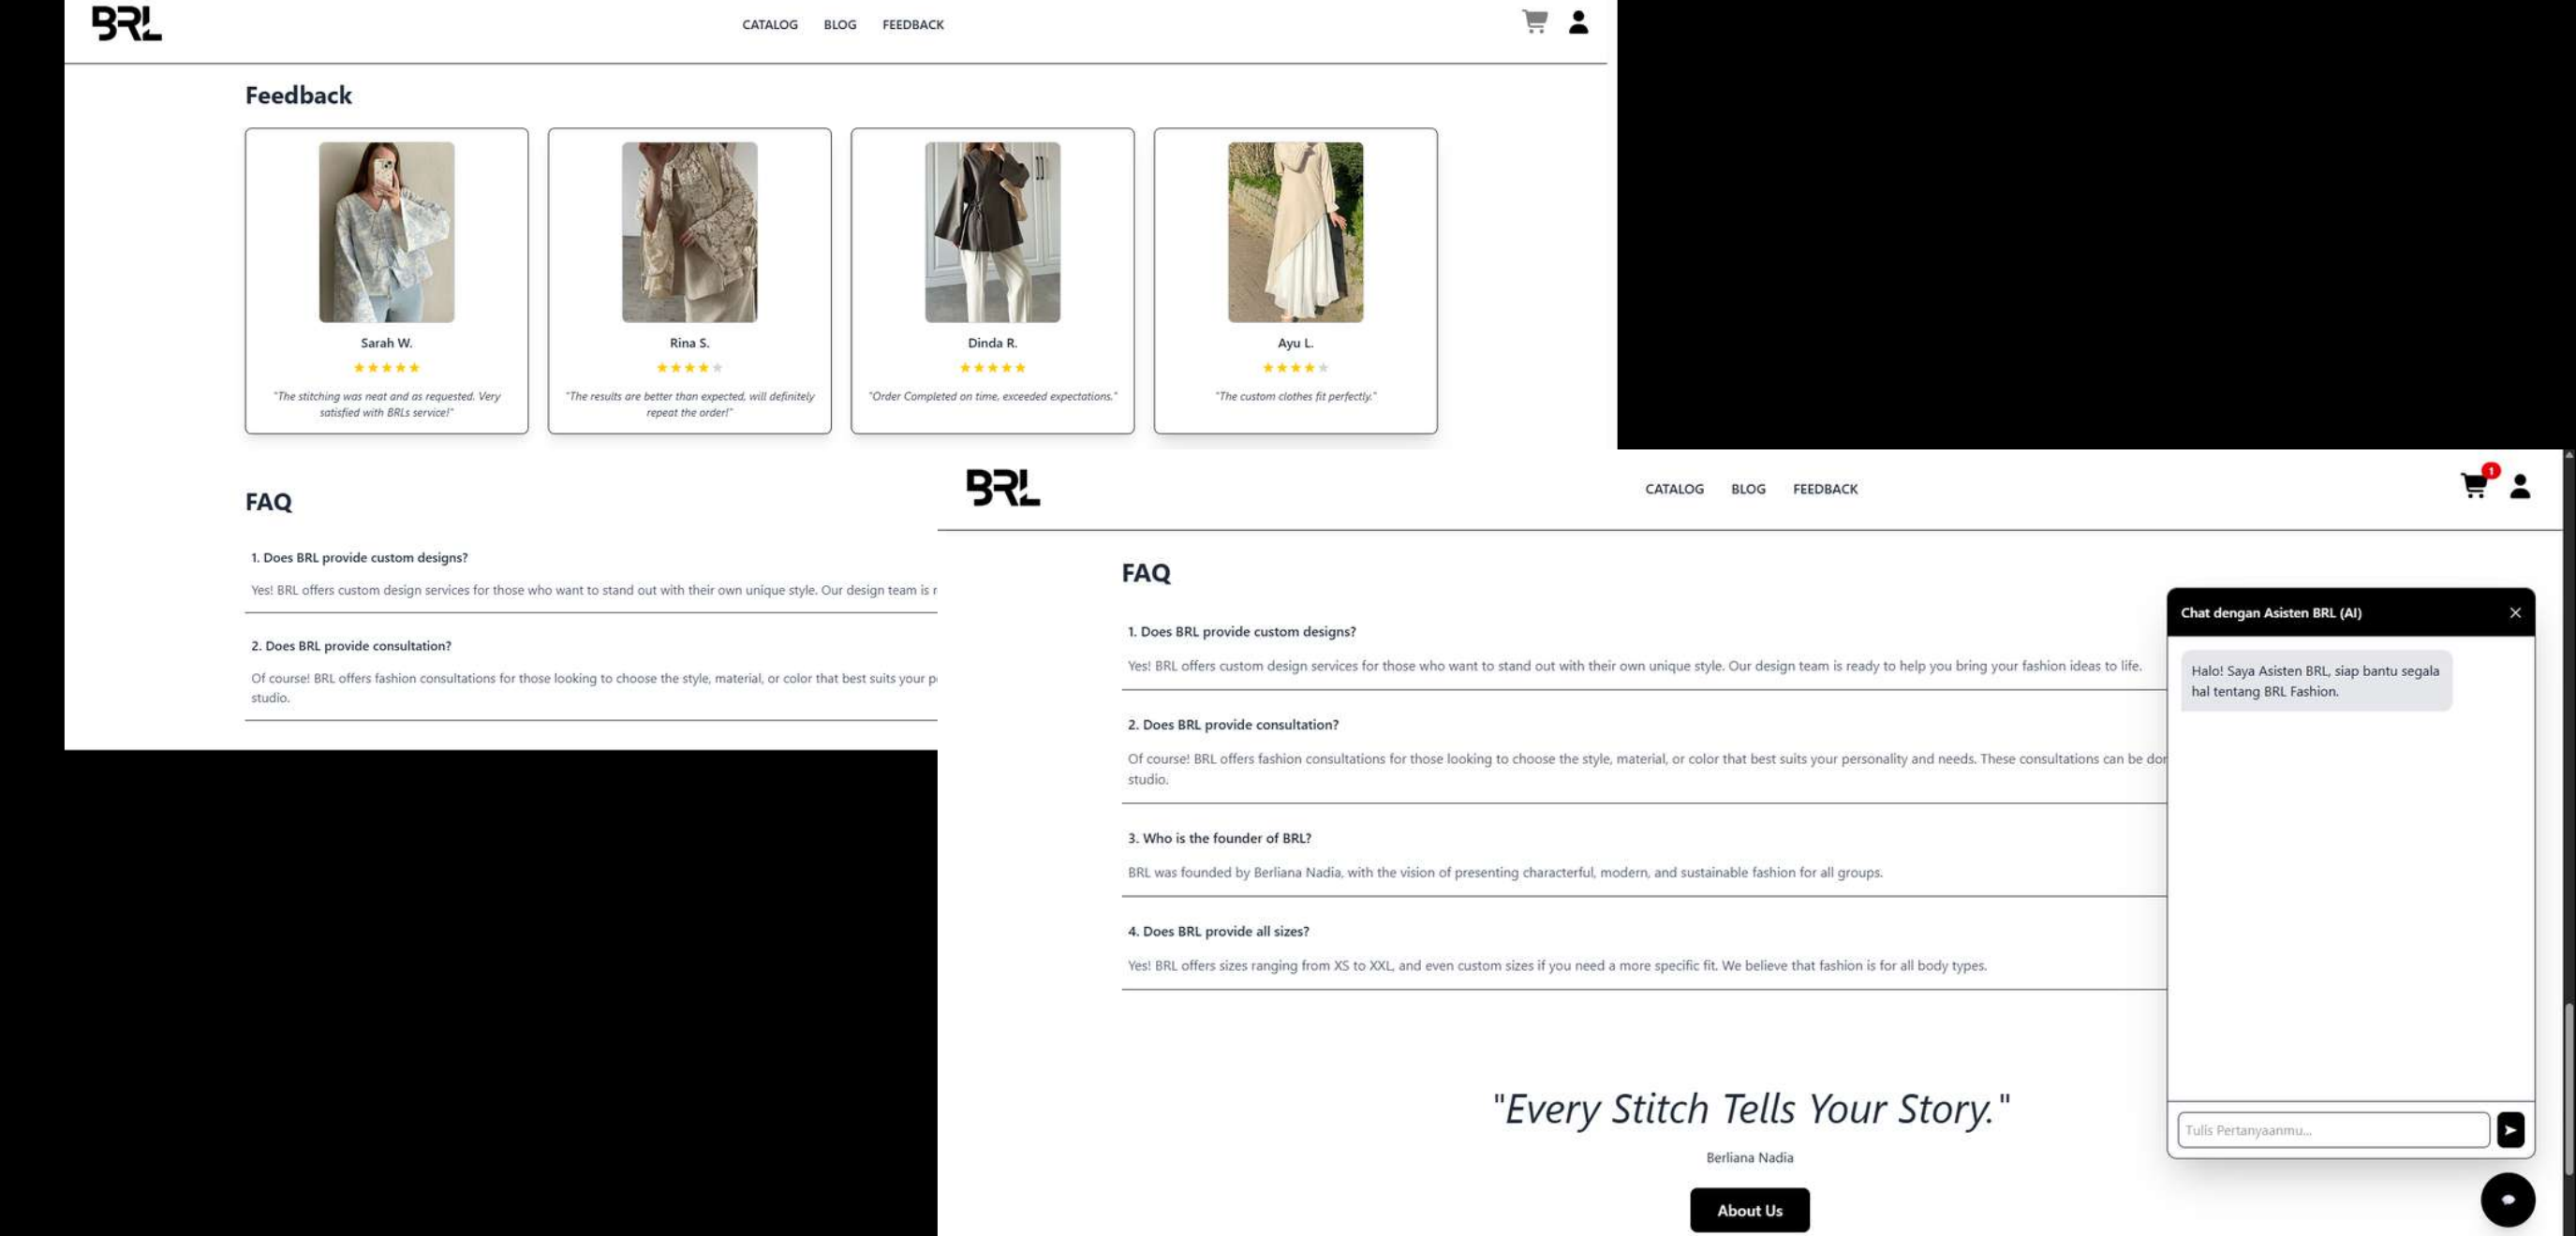 BRL
CATALOG BLOG FEEDBACK
Feedback
Sarah W.
"The stitching was neat and as requested. Very
satisfied with BRLs service!"
Rina S.
"The results are better than expected, will definitely
repeat the order!"
Dinda R.
"Order Completed on time, exceeded expectations."
Ayu L.
"The custom clothes fit perfectly."
FAQ
1. Does BRL provide custom designs?
Yes! BRL offers custom design services for those who want to stand out with their own unique style. Our design team is
2. Does BRL provide consultation?
Of course! BRL offers fashion consultations for those looking to choose the style, material, or color that best suits your
studio.
BRL
CATALOG BLOG FEEDBACK
1
FAQ
1. Does BRL provide custom designs?
Yes! BRL offers custom design services for those who want to stand out with their own unique style. Our design team is ready to help you bring your fashion ideas to life.
2. Does BRL provide consultation?
Of course! BRL offers fashion consultations for those looking to choose the style, material, or color that best suits your personality and needs. These consultations can be
studio.
3. Who is the founder of BRL?
BRL was founded by Berliana Nadia, with the vision of presenting characterful, modern, and sustainable fashion for all groups.
4. Does BRL provide all sizes?
Yes! BRL offers sizes ranging from XS to XXL, and even custom sizes if you need a more specific fit. We believe that fashion is for all body types.
"Every Stitch Tells Your Story."
Berliana Nadia
About Us
Chat dengan Asisten BRL (AI)
Halo! Saya Asisten BRL, siap bantu segala
hal tentang BRL Fashion.
Tulis Pertanyaanmu...